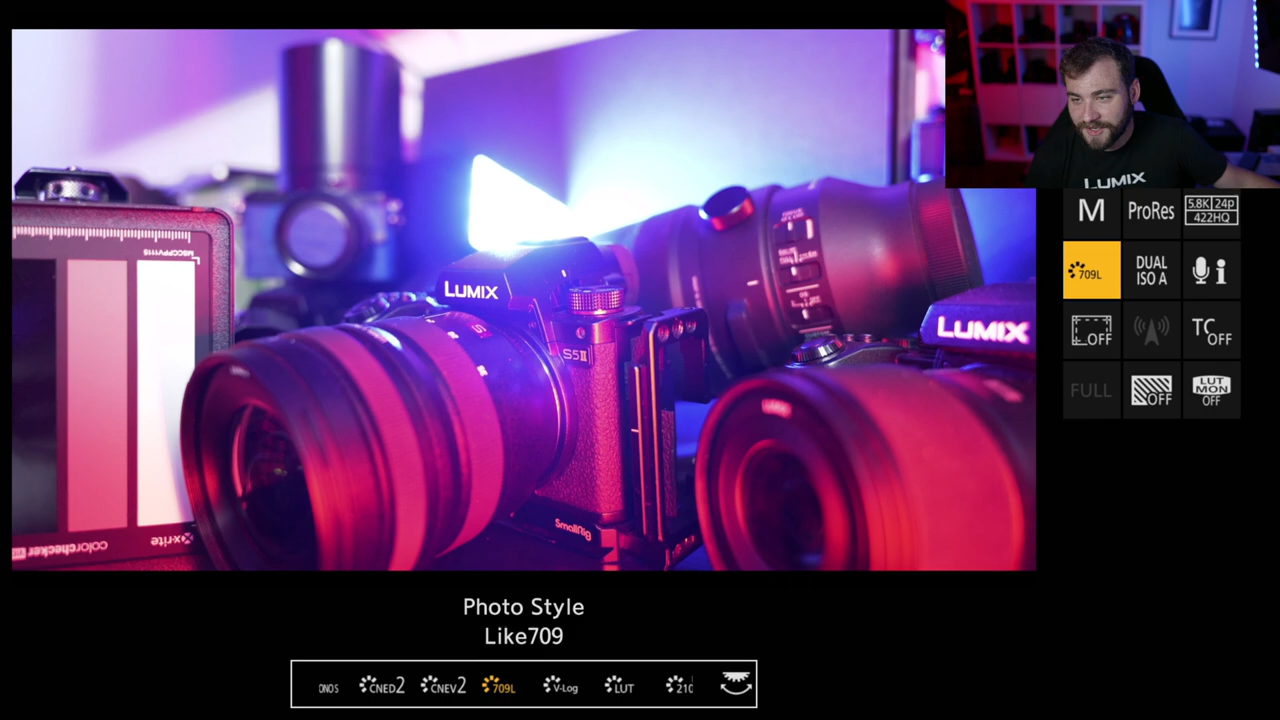 LUMIX
M
ProRes
5.8K 24p
422HQ
709L
DUAL
ISO A
OFF
TC
OFF
FULL
OFF
LUT
MON
OFF
MSCCPPV115
LUMIX
S5II
LUMIX
SmallRig
x-rite
colorchecker
Photo Style
Like709
CNED2
CNEV2
709L
V-Log
LUT